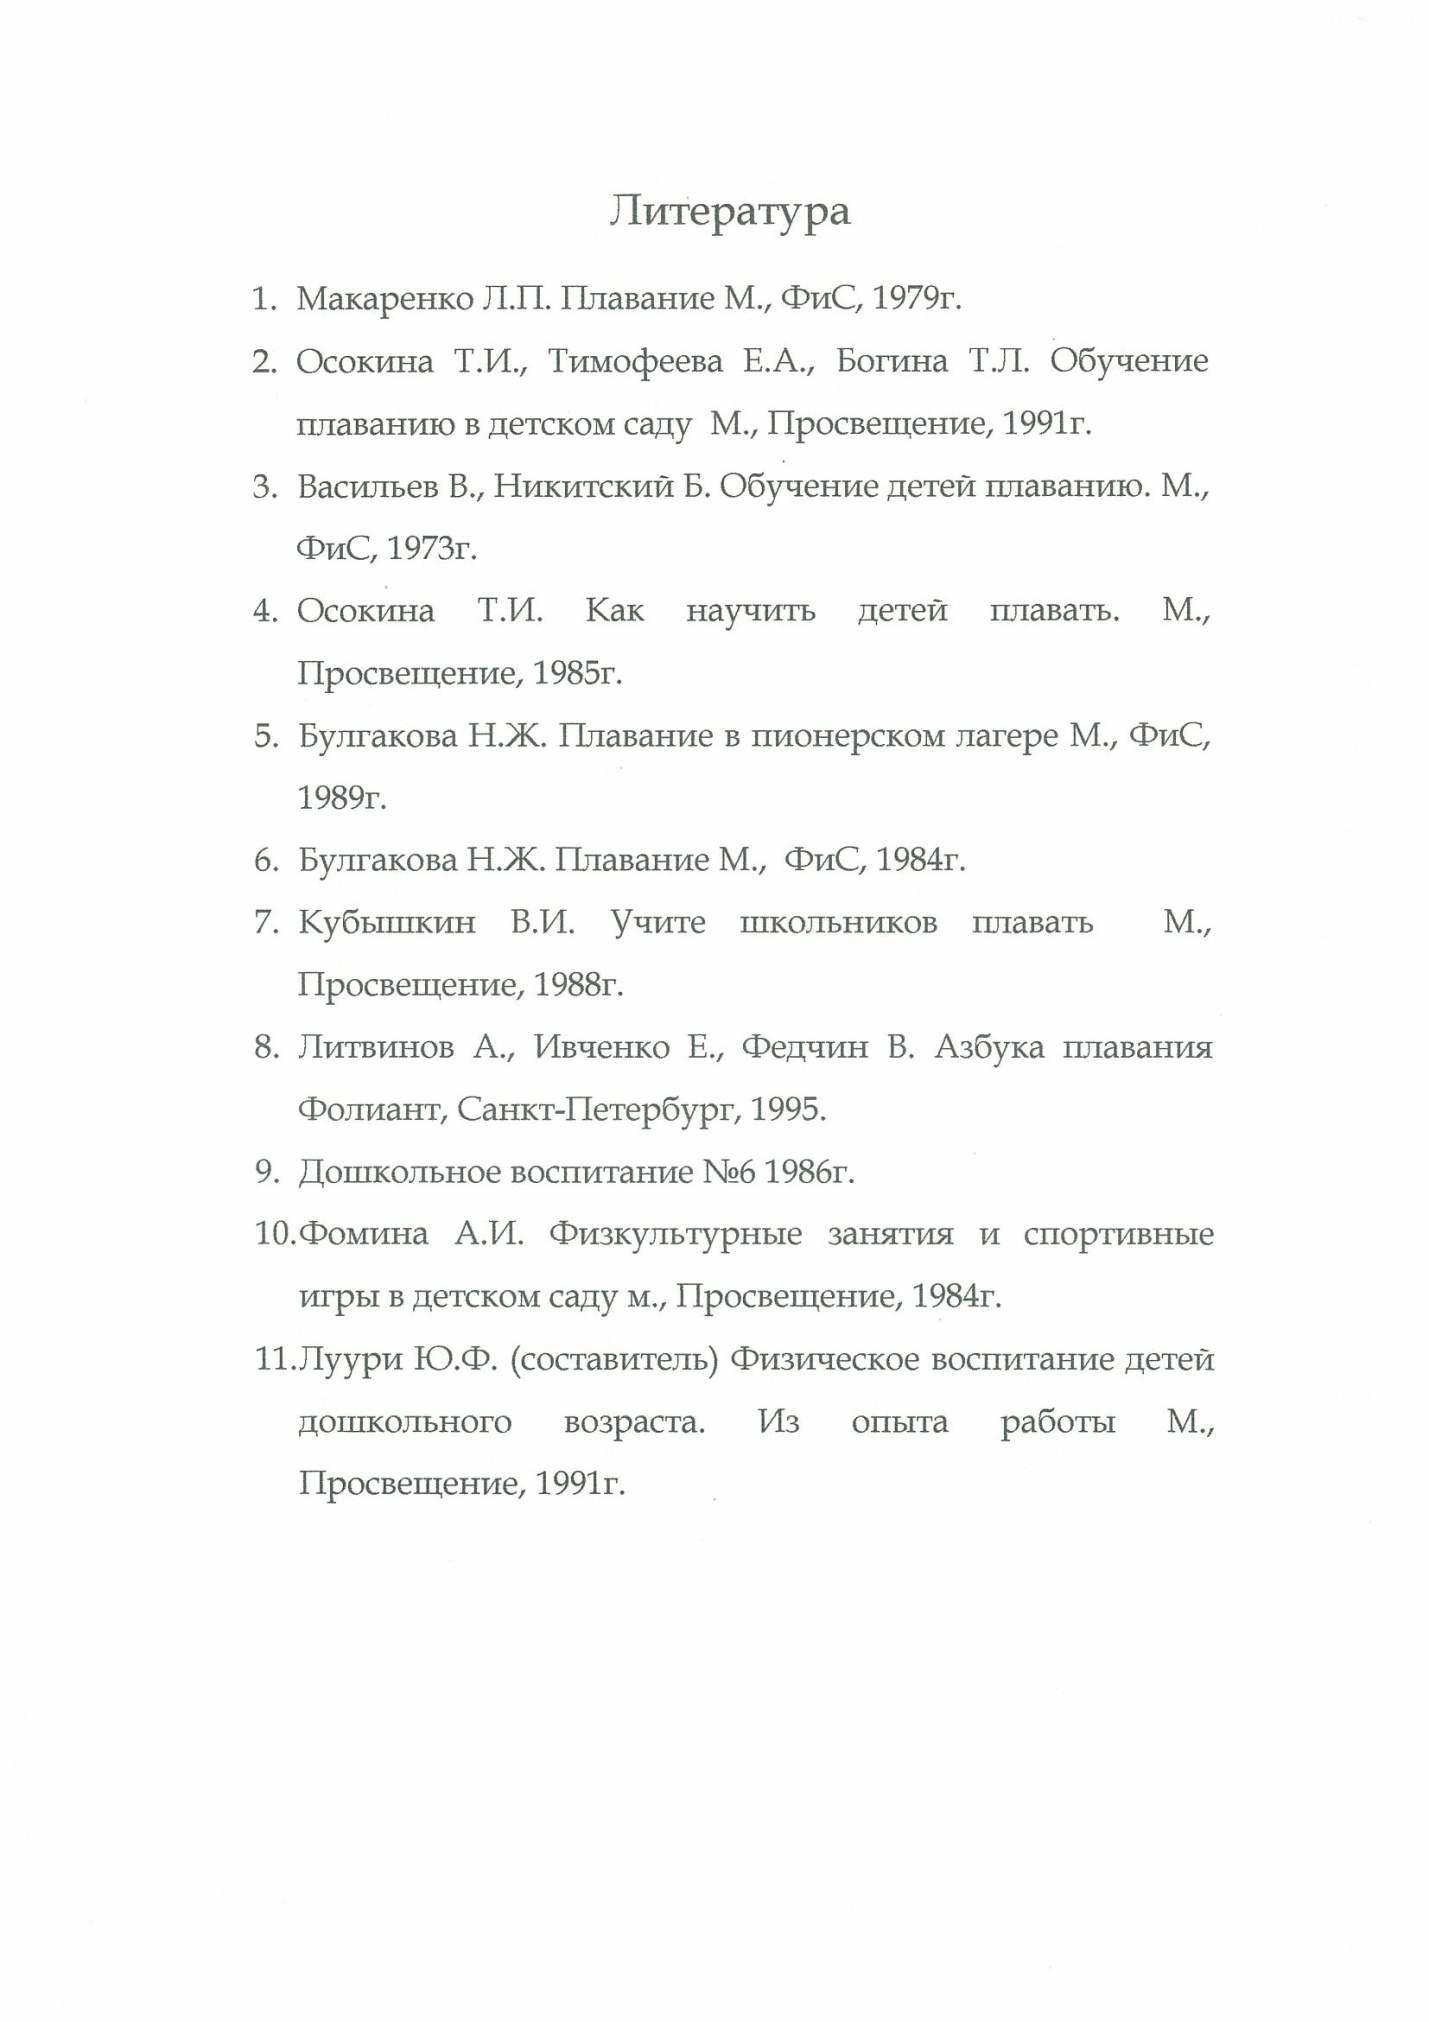 Литература
1. Макаренко Л.П. Плавание М., ФиС, 1979г.
2. Осокина Т.И., Тимофеева Е.А., Богина Т.Л. Обучение
плаванию в детском саду М., Просвещение, 1991г.
3. Васильев В., Никитский Б. Обучение детей плаванию. М.,
ФиС, 1973г.
4. Осокина Т.И. Как научить детей плавать. М.,
Просвещение, 1985г.
5. Булгакова Н.Ж. Плавание в пионерском лагере М., ФиС,
1989г.
6. Булгакова Н.Ж. Плавание М., ФиС, 1984г.
7. Кубышкин В.И. Учите школьников плавать М.,
Просвещение, 1988г.
8. Литвинов А., Ивченко Е., Федчин В. Азбука плавания
Фолиант, Санкт-Петербург, 1995.
9. Дошкольное воспитание №6 1986г.
10.Фомина А.И. Физкультурные занятия и спортивные
игры в детском саду м., Просвещение, 1984г.
11.Луури Ю.Ф. (составитель) Физическое воспитание детей
дошкольного возраста. Из опыта работы М.,
Просвещение, 1991г.